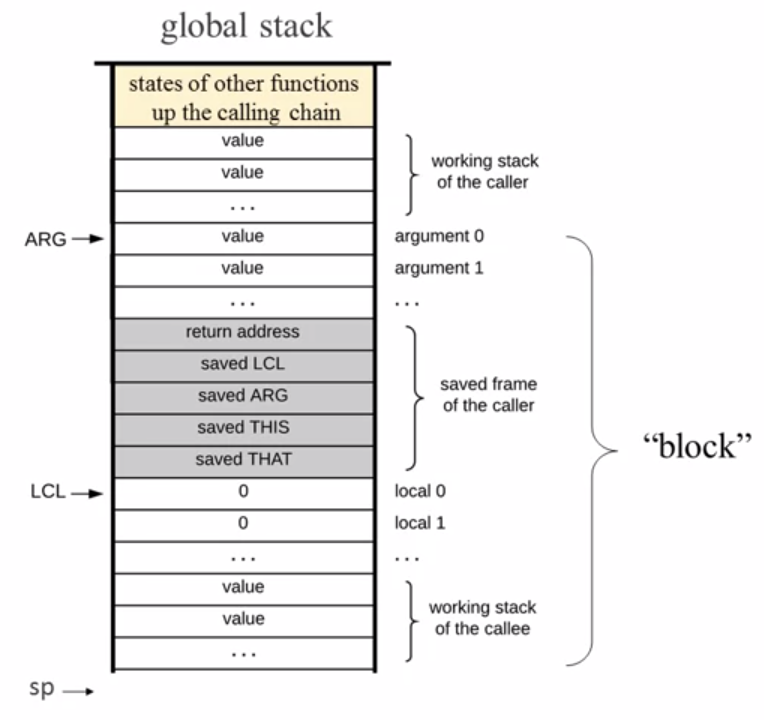 global stack
states of other functions
up the calling chain
value
value
...
working stack
of the caller
ARG
value
argument 0
value
argument 1
...
...
return address
saved LCL
saved ARG
saved THIS
saved THAT
saved frame
of the caller
"block"
LCL
0
local 0
0
local 1
...
...
value
value
...
working stack
of the callee
sp